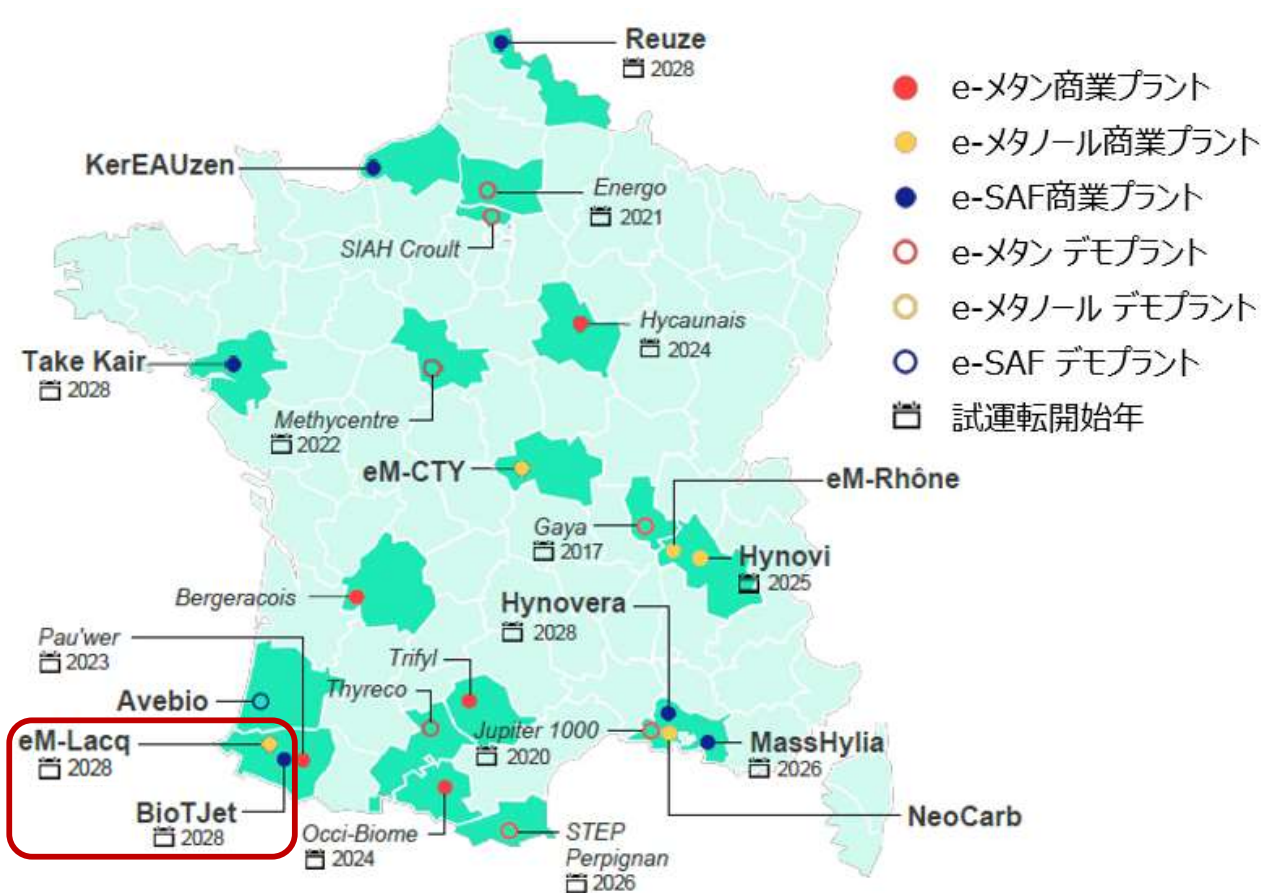 Reuze
2028
KerEAUzen
Energo
2021
SIAH Croult
Hycaunais
2024
Take Kair
2028
Methycentre
2022
eM-CTY
eM-Rhône
Gaya
2017
Hynovi
2025
Bergeracois
Hynovera
2028
Pau'wer
2023
Trifyl
Thyreco
Avebio
Jupiter 1000
2020
eM-Lacq
2028
MassHylia
2026
BioTJet
2028
Occi-Biome
2024
STEP
Perpignan
2026
NeoCarb
e-メタン商業プラント
e-メタノール商業プラント
e-SAF商業プラント
e-メタン デモプラント
e-メタノール デモプラント
e-SAF デモプラント
試運転開始年